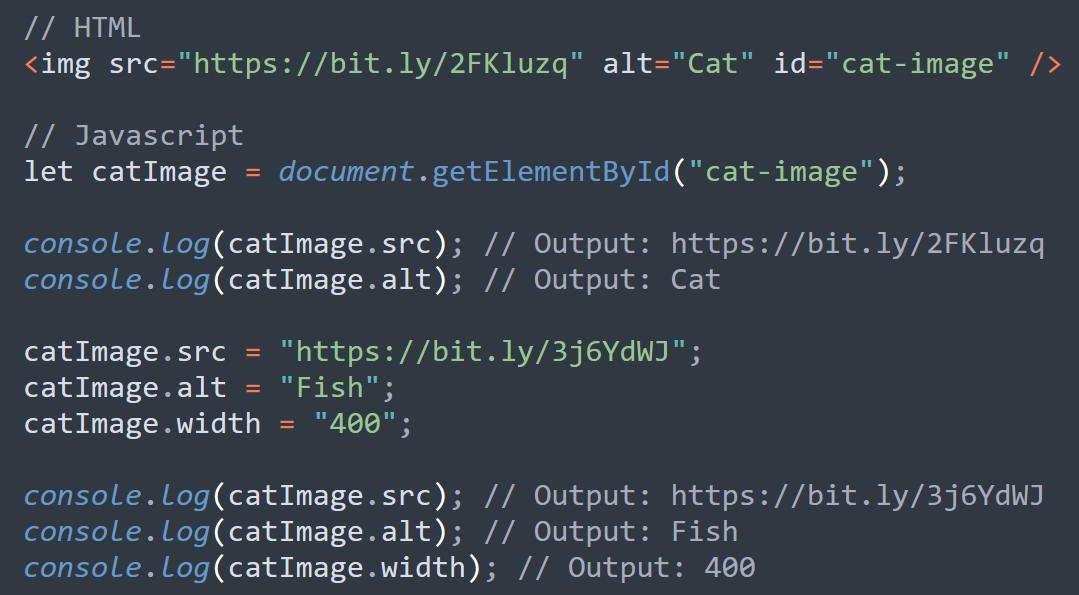 // HTML
<img src="https://bit.ly/2FKluzq" alt="Cat" id="cat-image" />
// Javascript
let catImage = document.getElementById("cat-image");
console.log(catImage.src); // Output: https://bit.ly/2FKluzq
console.log(catImage.alt); // Output: Cat
catImage.src = "https://bit.ly/3j6YdWJ";
catImage.alt = "Fish";
catImage.width = "400";
console.log(catImage.src); // Output: https://bit.ly/3j6YdWJ
console.log(catImage.alt); // Output: Fish
console.log(catImage.width); // Output: 400